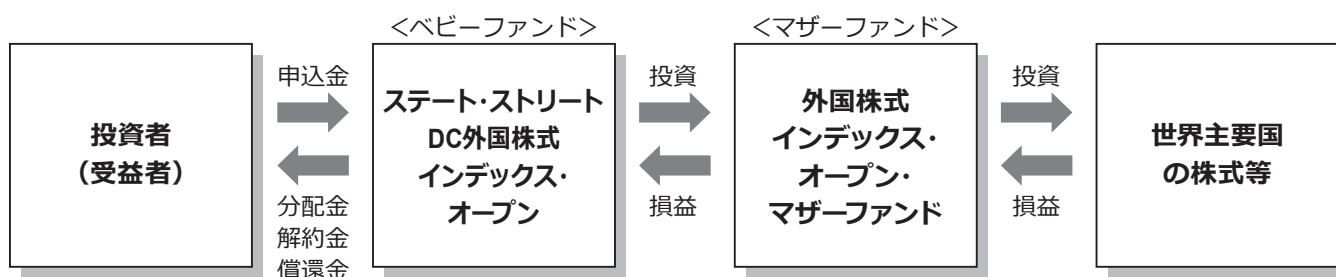 <ベビーファンド>
<マザーファンド>
投資者
（受益者）
申込金
分配金
解約金
償還金
ステート・ストリート
DC外国株式
インデックス・
オープン
投資
損益
外国株式
インデックス・
オープン・
マザーファンド
投資
損益
世界主要国
の株式等